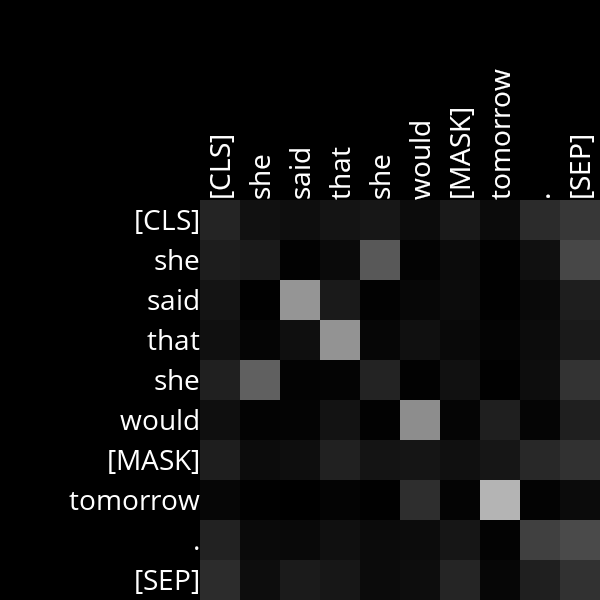 [CLS] she said that she would [MASK] tomorrow . [SEP]
[CLS]
she
said
that
she
would
[MASK]
tomorrow
.
[SEP]